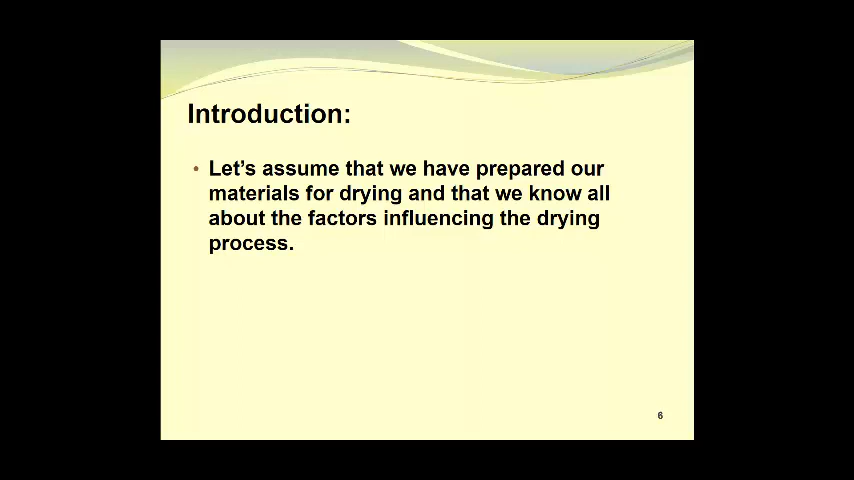 Introduction:
• Let’s assume that we have prepared our
materials for drying and that we know all
about the factors influencing the drying
process.
6